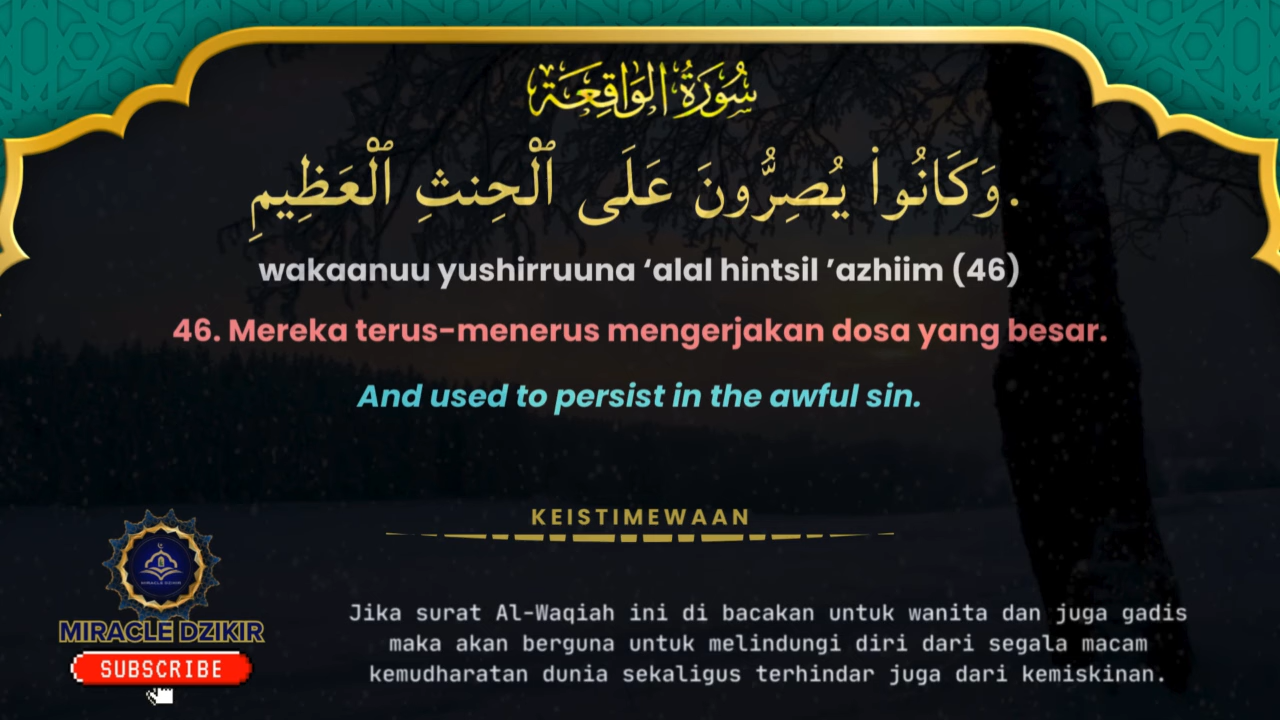 سُورَةُ الوَاقِعَة
وَكَانُوا۟ يُصِرُّونَ عَلَى ٱلْحِنثِ ٱلْعَظِيمِ.
wakaanuu yushirruuna ‘alal hintsil ’azhiim (46)
46. Mereka terus-menerus mengerjakan dosa yang besar.
And used to persist in the awful sin.
KEISTIMEWAAN
Jika surat Al-Waqiah ini di bacakan untuk wanita dan juga gadis
maka akan berguna untuk melindungi diri dari segala macam
kemudharatan dunia sekaligus terhindar juga dari kemiskinan.
MIRACLE DZIKIR
MIRACLE DZIKIR
SUBSCRIBE